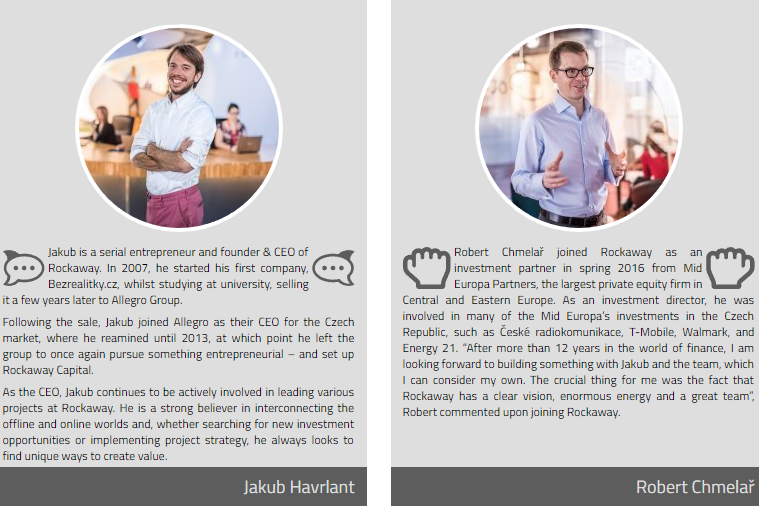 Jakub is a serial entrepreneur and founder & CEO of
Rockaway. In 2007, he started his first company,
Bezrealitky.cz, whilst studying at university, selling
it a few years later to Allegro Group.
Following the sale, Jakub joined Allegro as their CEO for the Czech
market, where he reamined until 2013, at which point he left the
group to once again pursue something entrepreneurial – and set up
Rockaway Capital.
As the CEO, Jakub continues to be actively involved in leading various
projects at Rockaway. He is a strong believer in interconnecting the
offline and online worlds and, whether searching for new investment
opportunities or implementing project strategy, he always looks to
find unique ways to create value.
Jakub Havrlant
Robert Chmelař joined Rockaway as an
investment partner in spring 2016 from Mid
Europa Partners, the largest private equity firm in
Central and Eastern Europe. As an investment director, he was
involved in many of the Mid Europa’s investments in the Czech
Republic, such as České radiokomunikace, T-Mobile, Walmark, and
Energy 21. “After more than 12 years in the world of finance, I am
looking forward to building something with Jakub and the team, which
I can consider my own. The crucial thing for me was the fact that
Rockaway has a clear vision, enormous energy and a great team”,
Robert commented upon joining Rockaway.
Robert Chmelař